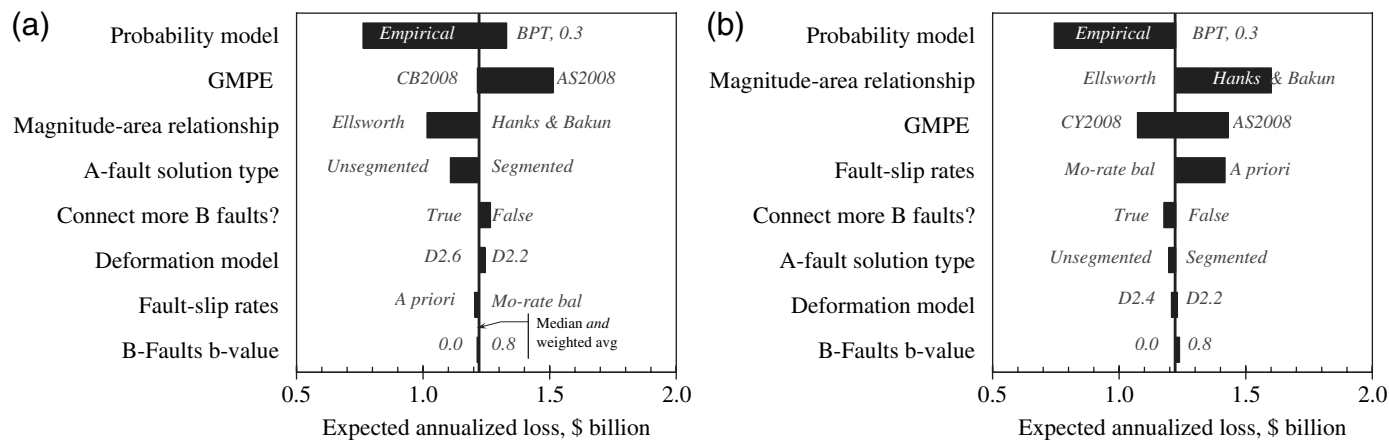 (a)
Probability model Empirical BPT, 0.3
GMPE CB2008 AS2008
Magnitude-area relationship Ellsworth Hanks & Bakun
A-fault solution type Unsegmented Segmented
Connect more B faults? True False
Deformation model D2.6 D2.2
Fault-slip rates A priori Mo-rate bal
Median and
weighted avg
B-Faults b-value 0.0 0.8
0.5 1.0 1.5 2.0
Expected annualized loss, $ billion
(b)
Probability model Empirical BPT, 0.3
Magnitude-area relationship Ellsworth Hanks & Bakun
GMPE CY2008 AS2008
Fault-slip rates Mo-rate bal A priori
Connect more B faults? True False
A-fault solution type Unsegmented Segmented
Deformation model D2.4 D2.2
B-Faults b-value 0.0 0.8
0.5 1.0 1.5 2.0
Expected annualized loss, $ billion